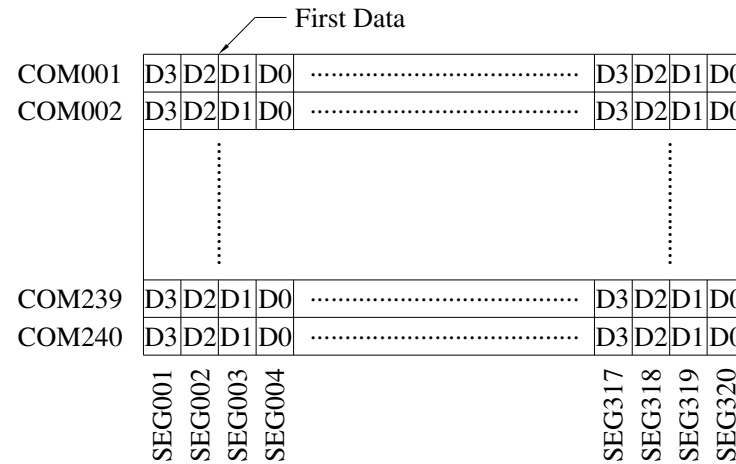 First Data
COM001 D3 D2 D1 D0 D3 D2 D1 D0
COM002 D3 D2 D1 D0 D3 D2 D1 D0
COM239 D3 D2 D1 D0 D3 D2 D1 D0
COM240 D3 D2 D1 D0 D3 D2 D1 D0
SEG001 SEG002 SEG003 SEG004 SEG317 SEG318 SEG319 SEG320